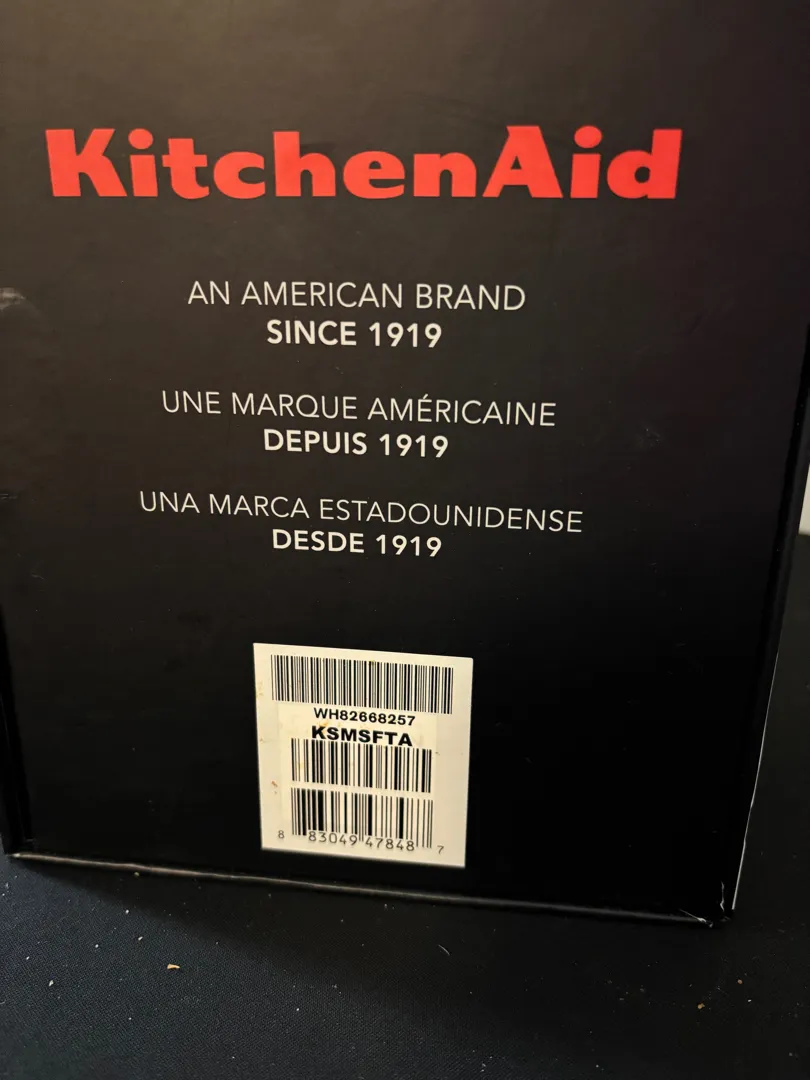 KitchenAid
AN AMERICAN BRAND
SINCE 1919
UNE MARQUE AMÉRICAINE
DEPUIS 1919
UNA MARCA ESTADOUNIDENSE
DESDE 1919
WH82668257
KSMSFTA
8 83049 47848 7